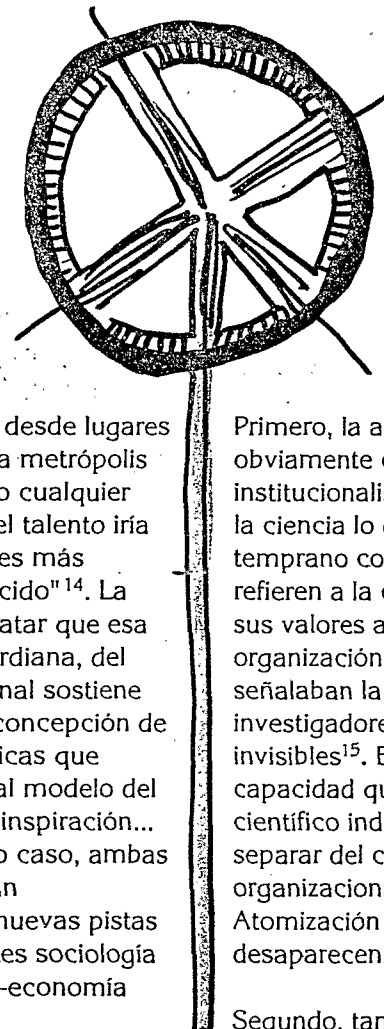 desde lugares
a metrópolis
o cualquier
el talento iría
es más
cido" 14. La
atar que esa
rdiana, del
nal sostiene
concepción de
icas que
al modelo del
inspiración...
o caso, ambas
n
nuevas pistas
es sociología
-economía
Primero, la a
obviamente
institucionalis
la ciencia lo
temprano co
refieren a la
sus valores a
organización
señalaban la
investigadore
invisibles15. E
capacidad qu
científico ind
separar del c
organizacion
Atomización
desaparecen
Segundo, tan